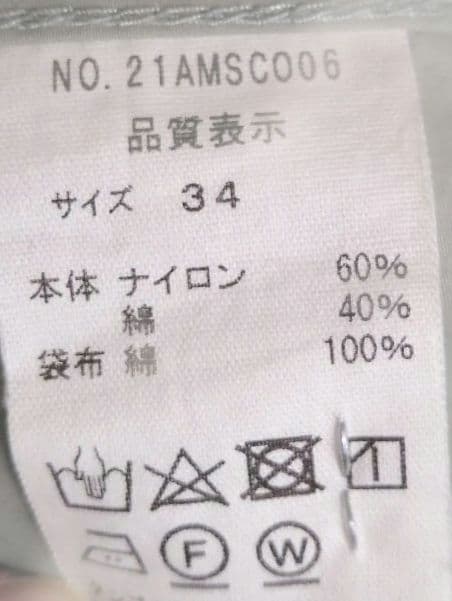 NO. 21AMSC006
品質表示
サイズ 34
本体 ナイロン 60%
綿 40%
袋布 綿 100%
F W